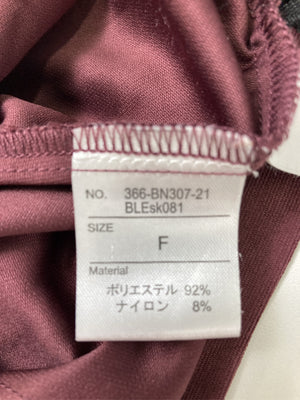 NO. 366-BN307-21
BLEsk081
SIZE
F
Material
ポリエステル 92%
ナイロン 8%